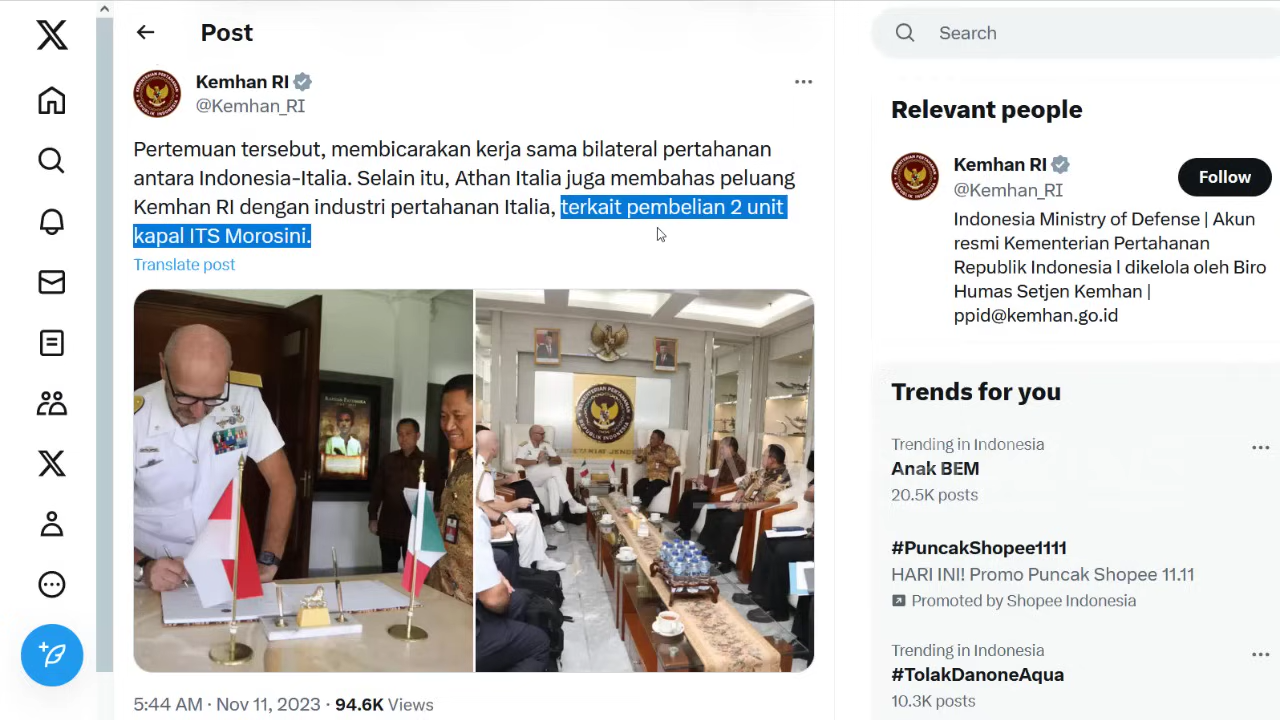 Post
Search
Kemhan RI
@Kemhan_RI
Pertemuan tersebut, membicarakan kerja sama bilateral pertahanan
antara Indonesia-Italia. Selain itu, Athan Italia juga membahas peluang
Kemhan RI dengan industri pertahanan Italia, terkait pembelian 2 unit
kapal ITS Morosini.
Translate post
5:44 AM · Nov 11, 2023 · 94.6K Views
Relevant people
Kemhan RI
@Kemhan_RI
Follow
Indonesia Ministry of Defense | Akun
resmi Kementerian Pertahanan
Republik Indonesia l dikelola oleh Biro
Humas Setjen Kemhan |
ppid@kemhan.go.id
Trends for you
Trending in Indonesia
Anak BEM
20.5K posts
#PuncakShopee1111
HARI INI! Promo Puncak Shopee 11.11
Promoted by Shopee Indonesia
Trending in Indonesia
#TolakDanoneAqua
10.3K posts